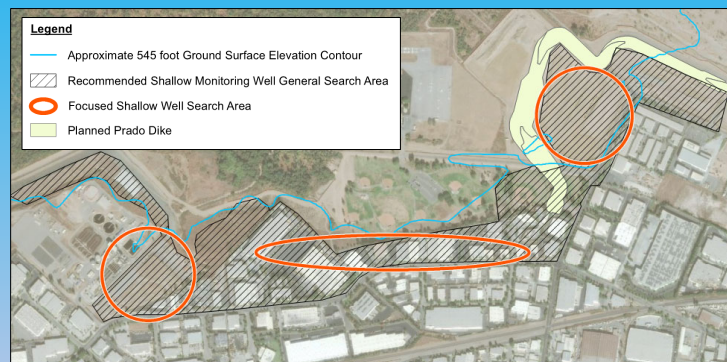 Legend
Approximate 545 foot Ground Surface Elevation Contour
Recommended Shallow Monitoring Well General Search Area
Focused Shallow Well Search Area
Planned Prado Dike